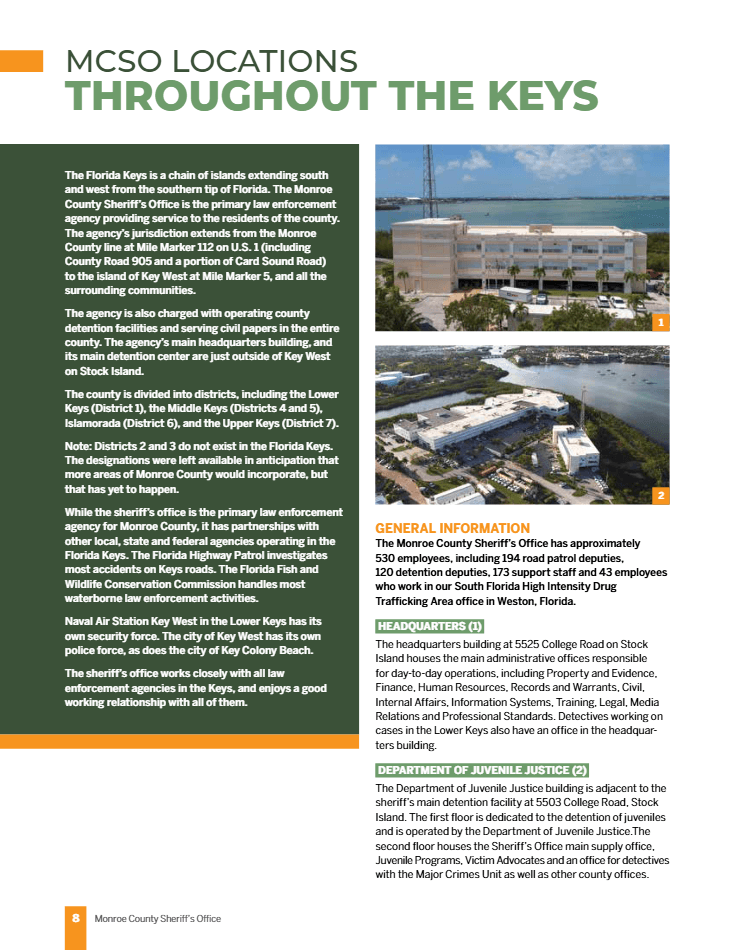 MCSO LOCATIONS
THROUGHOUT THE KEYS
The Florida Keys is a chain of islands extending south
and west from the southern tip of Florida. The Monroe
County Sheriff's Office is the primary law enforcement
agency providing service to the residents of the county.
The agency's jurisdiction extends from the Monroe
County line at Mile Marker 112 on U.S. 1 (including
County Road 905 and a portion of Card Sound Road)
to the island of Key West at Mile Marker 5, and all the
surrounding communities.
The agency is also charged with operating county
detention facilities and serving civil papers in the entire
county. The agency's main headquarters building, and
its main detention center are just outside of Key West
on Stock Island.
The county is divided into districts, including the Lower
Keys (District 1), the Middle Keys (Districts 4 and 5),
Islamorada (District 6), and the Upper Keys (District 7).
Note: Districts 2 and 3 do not exist in the Florida Keys.
The designations were left available in anticipation that
more areas of Monroe County would incorporate, but
that has yet to happen.
While the sheriff's office is the primary law enforcement
agency for Monroe County, it has partnerships with
other local, state and federal agencies operating in the
Florida Keys. The Florida Highway Patrol investigates
most accidents on Keys roads. The Florida Fish and
Wildlife Conservation Commission handles most
waterborne law enforcement activities.
Naval Air Station Key West in the Lower Keys has its
own security force. The city of Key West has its own
police force, as does the city of Key Colony Beach.
The sheriff's office works closely with all law
enforcement agencies in the Keys, and enjoys a good
working relationship with all of them.
1
2
GENERAL INFORMATION
The Monroe County Sheriff's Office has approximately
530 employees, including 194 road patrol deputies,
120 detention deputies, 173 support staff and 43 employees
who work in our South Florida High Intensity Drug
Trafficking Area office in Weston, Florida.
HEADQUARTERS (1)
The headquarters building at 5525 College Road on Stock
Island houses the main administrative offices responsible
for day-to-day operations, including Property and Evidence,
Finance, Human Resources, Records and Warrants, Civil,
Internal Affairs, Information Systems, Training, Legal, Media
Relations and Professional Standards. Detectives working on
cases in the Lower Keys also have an office in the headquar-
ters building.
DEPARTMENT OF JUVENILE JUSTICE (2)
The Department of Juvenile Justice building is adjacent to the
sheriff's main detention facility at 5503 College Road, Stock
Island. The first floor is dedicated to the detention of juveniles
and is operated by the Department of Juvenile Justice.The
second floor houses the Sheriff's Office main supply office,
Juvenile Programs, Victim Advocates and an office for detectives
with the Major Crimes Unit as well as other county offices.
8
Monroe County Sheriff's Office